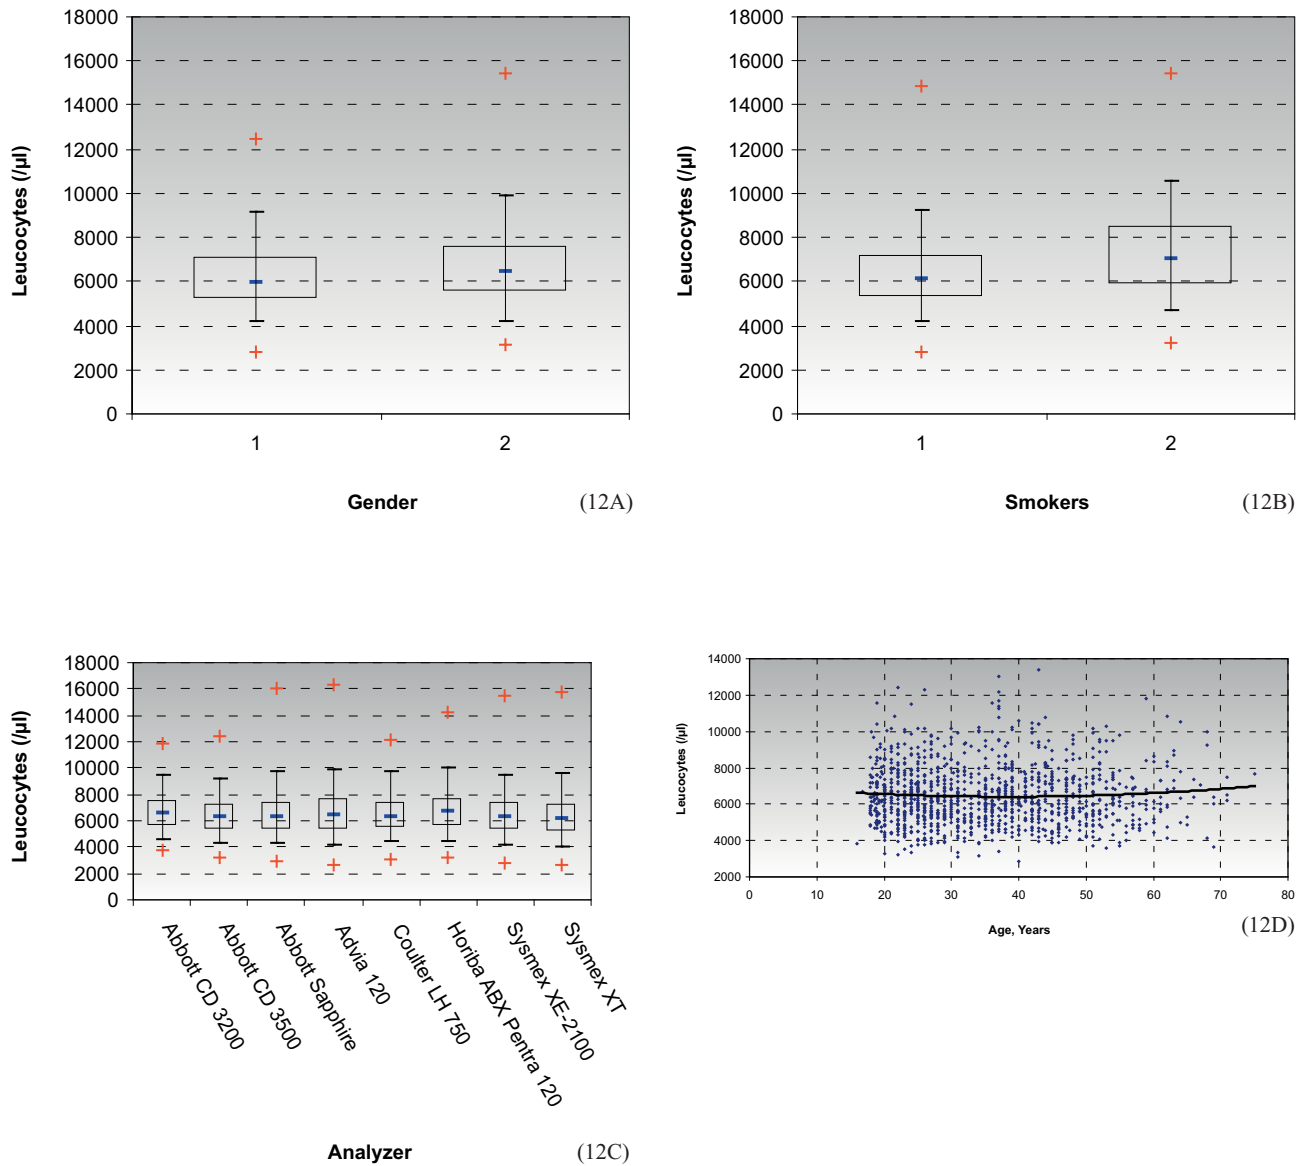 18000
16000
14000
12000
10000
8000
6000
4000
2000
0
Leucocytes (/µl)
1 2
Gender
(12A)
18000
16000
14000
12000
10000
8000
6000
4000
2000
0
Leucocytes (/µl)
1 2
Smokers
(12B)
18000
16000
14000
12000
10000
8000
6000
4000
2000
0
Leucocytes (/µl)
Abbott CD 3200
Abbott CD 3500
Abbott Sapphire
Advia 120
Coulter LH 750
Horiba ABX Pentra 120
Sysmex XE-2100
Sysmex XT
Analyzer
(12C)
14000
12000
10000
8000
6000
4000
2000
Leucocytes (/µl)
0 10 20 30 40 50 60 70 80
Age, Years
(12D)